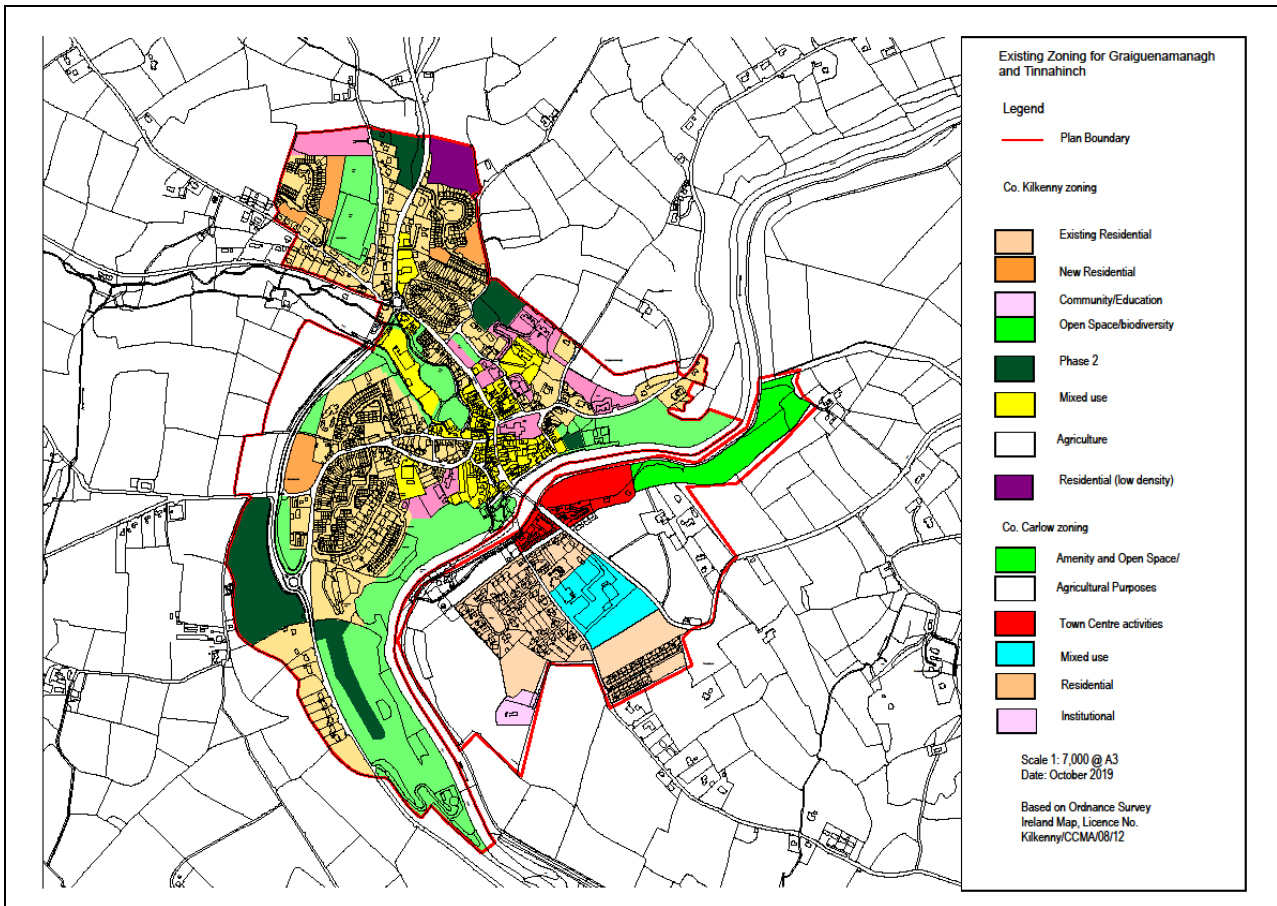 Existing Zoning for Graiguenamanagh
and Tinnahinch
Legend
Plan Boundary
Co. Kilkenny zoning
Existing Residential
New Residential
Community/Education
Open Space/biodiversity
Phase 2
Mixed use
Agriculture
Residential (low density)
Co. Carlow zoning
Amenity and Open Space/
Agricultural Purposes
Town Centre activities
Mixed use
Residential
Institutional
Scale 1: 7,000 @ A3
Date: October 2019
Based on Ordnance Survey
Ireland Map, Licence No.
Kilkenny/CCMA/08/12